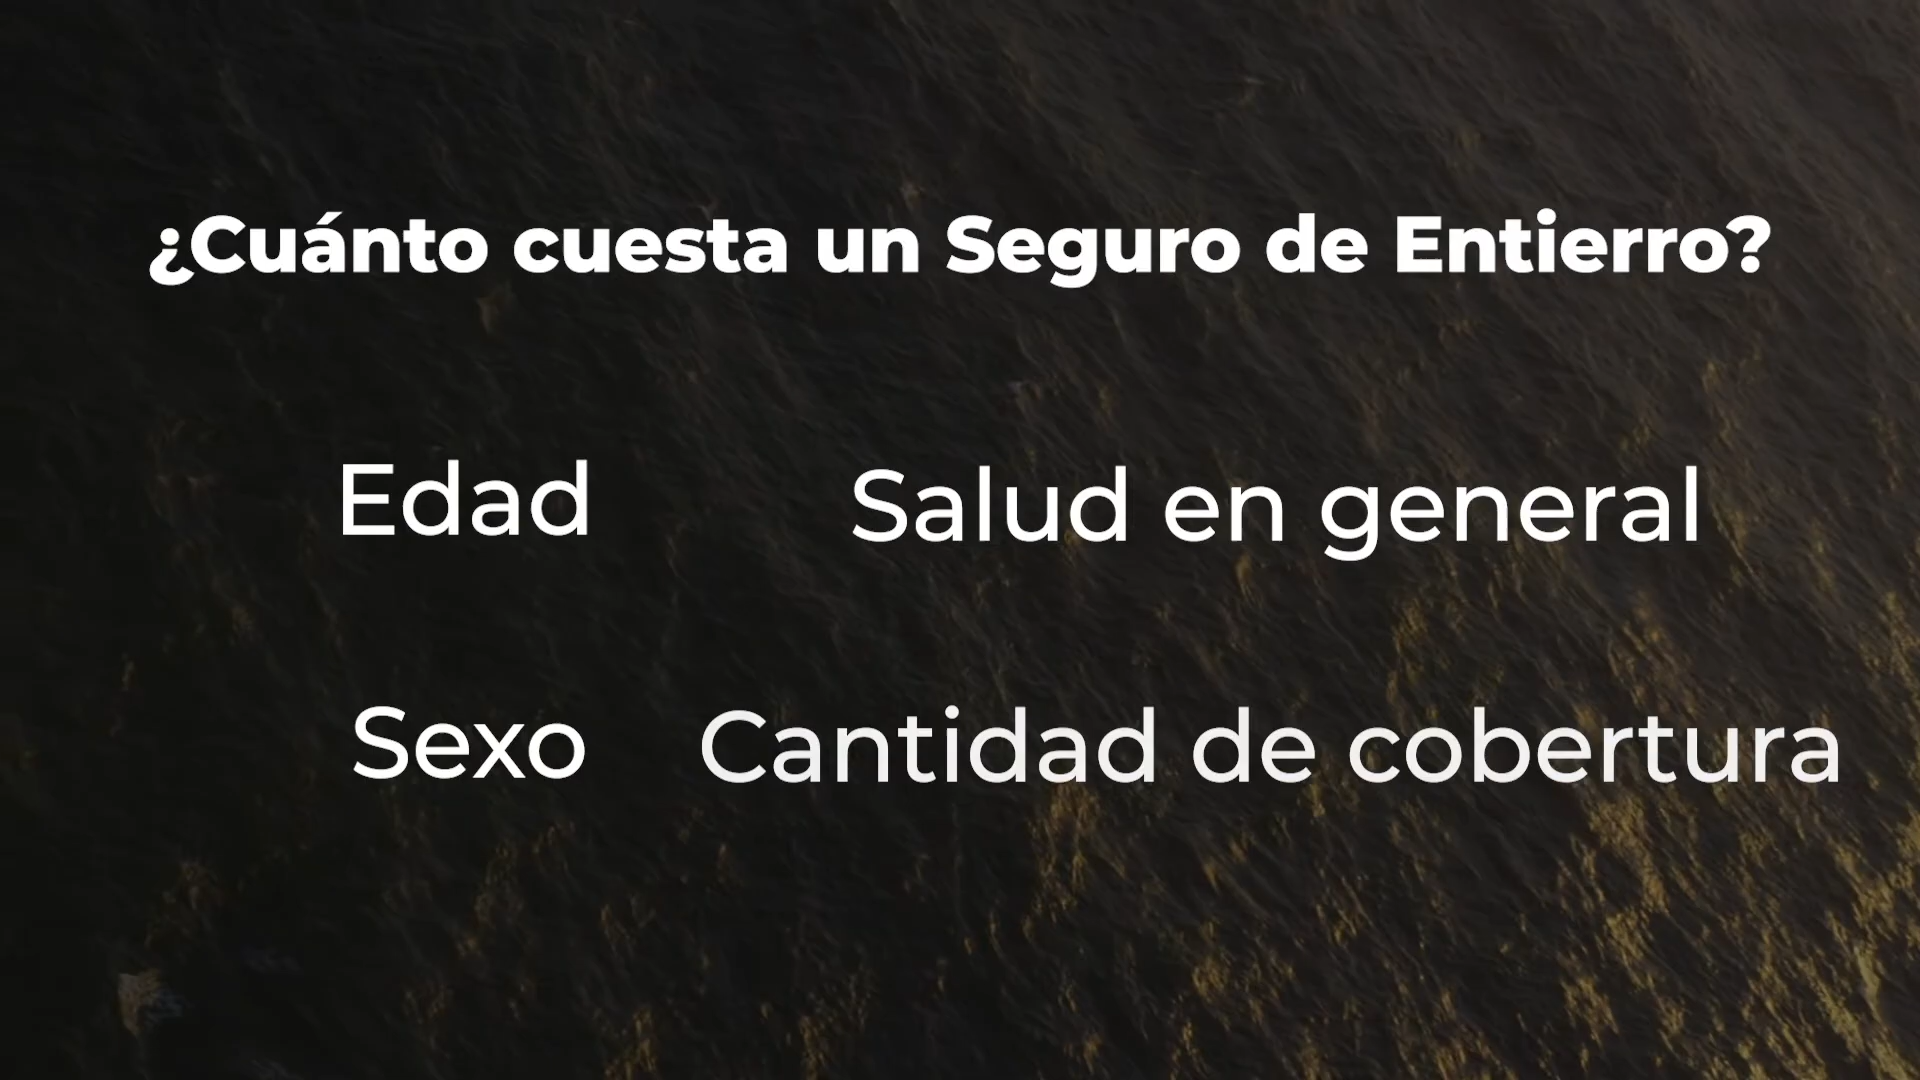 ¿Cuánto cuesta un Seguro de Entierro?
Edad
Salud en general
Sexo
Cantidad de cobertura